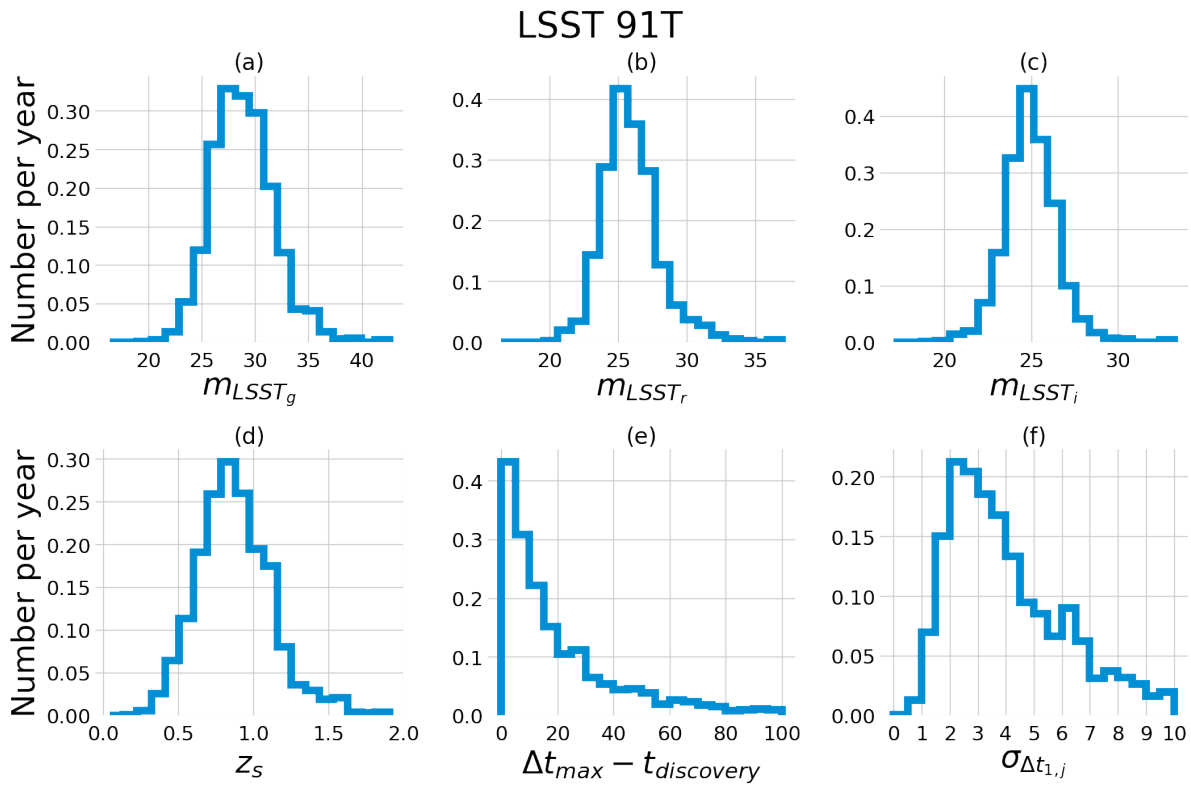 LSST 91T
(a) (b) (c)
Number per year
0.30
0.25
0.20
0.15
0.10
0.05
0.00
20 25 30 35 40
m_{LSST_g}
0.4
0.3
0.2
0.1
0.0
20 25 30 35
m_{LSST_r}
0.4
0.3
0.2
0.1
0.0
20 25 30
m_{LSST_i}
(d) (e) (f)
Number per year
0.30
0.25
0.20
0.15
0.10
0.05
0.00
0.0 0.5 1.0 1.5 2.0
z_s
0.4
0.3
0.2
0.1
0.0
0 20 40 60 80 100
Δt_{max} − t_{discovery}
0.20
0.15
0.10
0.05
0.00
0 1 2 3 4 5 6 7 8 9 10
σ_{Δt_{1,j}}